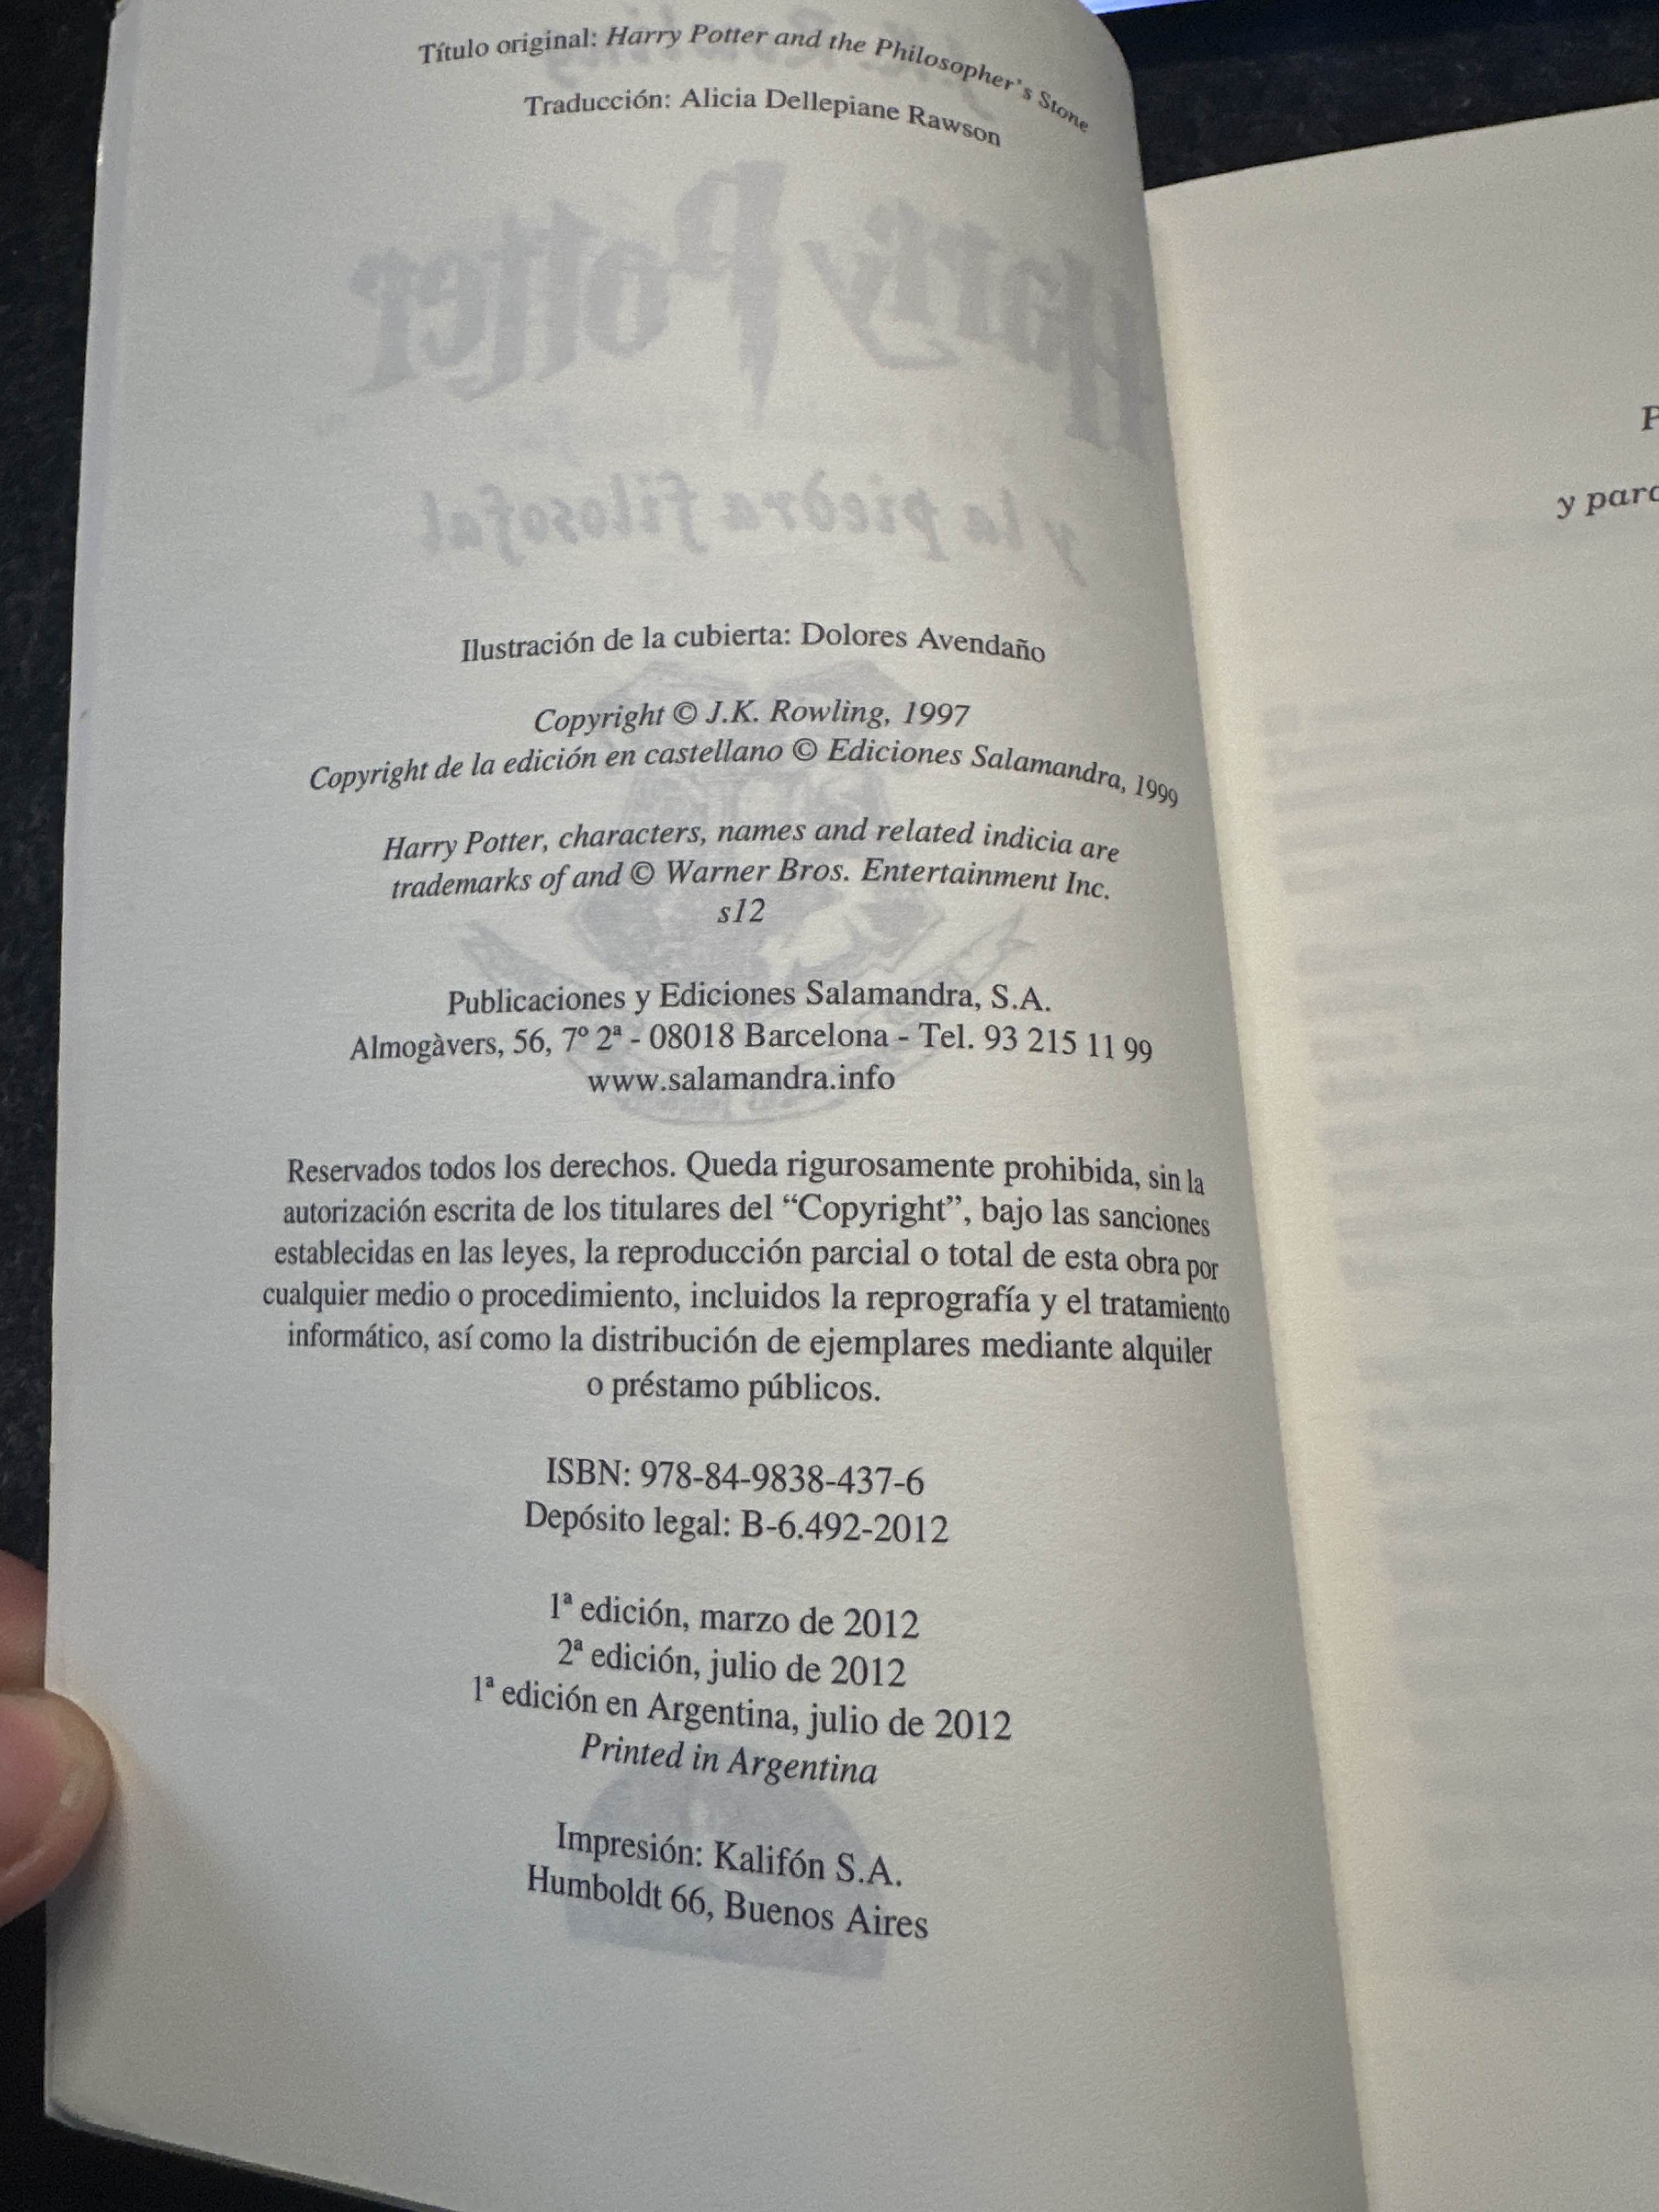 Título original: Harry Potter and the Philosopher's Stone
Traducción: Alicia Dellepiane Rawson
Harry Potter
y la piedra filosofal
Ilustración de la cubierta: Dolores Avendaño
Copyright © J.K. Rowling, 1997
Copyright de la edición en castellano © Ediciones Salamandra, 1999
Harry Potter, characters, names and related indicia are
trademarks of and © Warner Bros. Entertainment Inc.
s12
Publicaciones y Ediciones Salamandra, S.A.
Almogàvers, 56, 7º 2ª - 08018 Barcelona - Tel. 93 215 11 99
www.salamandra.info
Reservados todos los derechos. Queda rigurosamente prohibida, sin la
autorización escrita de los titulares del “Copyright”, bajo las sanciones
establecidas en las leyes, la reproducción parcial o total de esta obra por
cualquier medio o procedimiento, incluidos la reprografía y el tratamiento
informático, así como la distribución de ejemplares mediante alquiler
o préstamo públicos.
ISBN: 978-84-9838-437-6
Depósito legal: B-6.492-2012
1ª edición, marzo de 2012
2ª edición, julio de 2012
1ª edición en Argentina, julio de 2012
Printed in Argentina
Impresión: Kalifón S.A.
Humboldt 66, Buenos Aires
P
y para